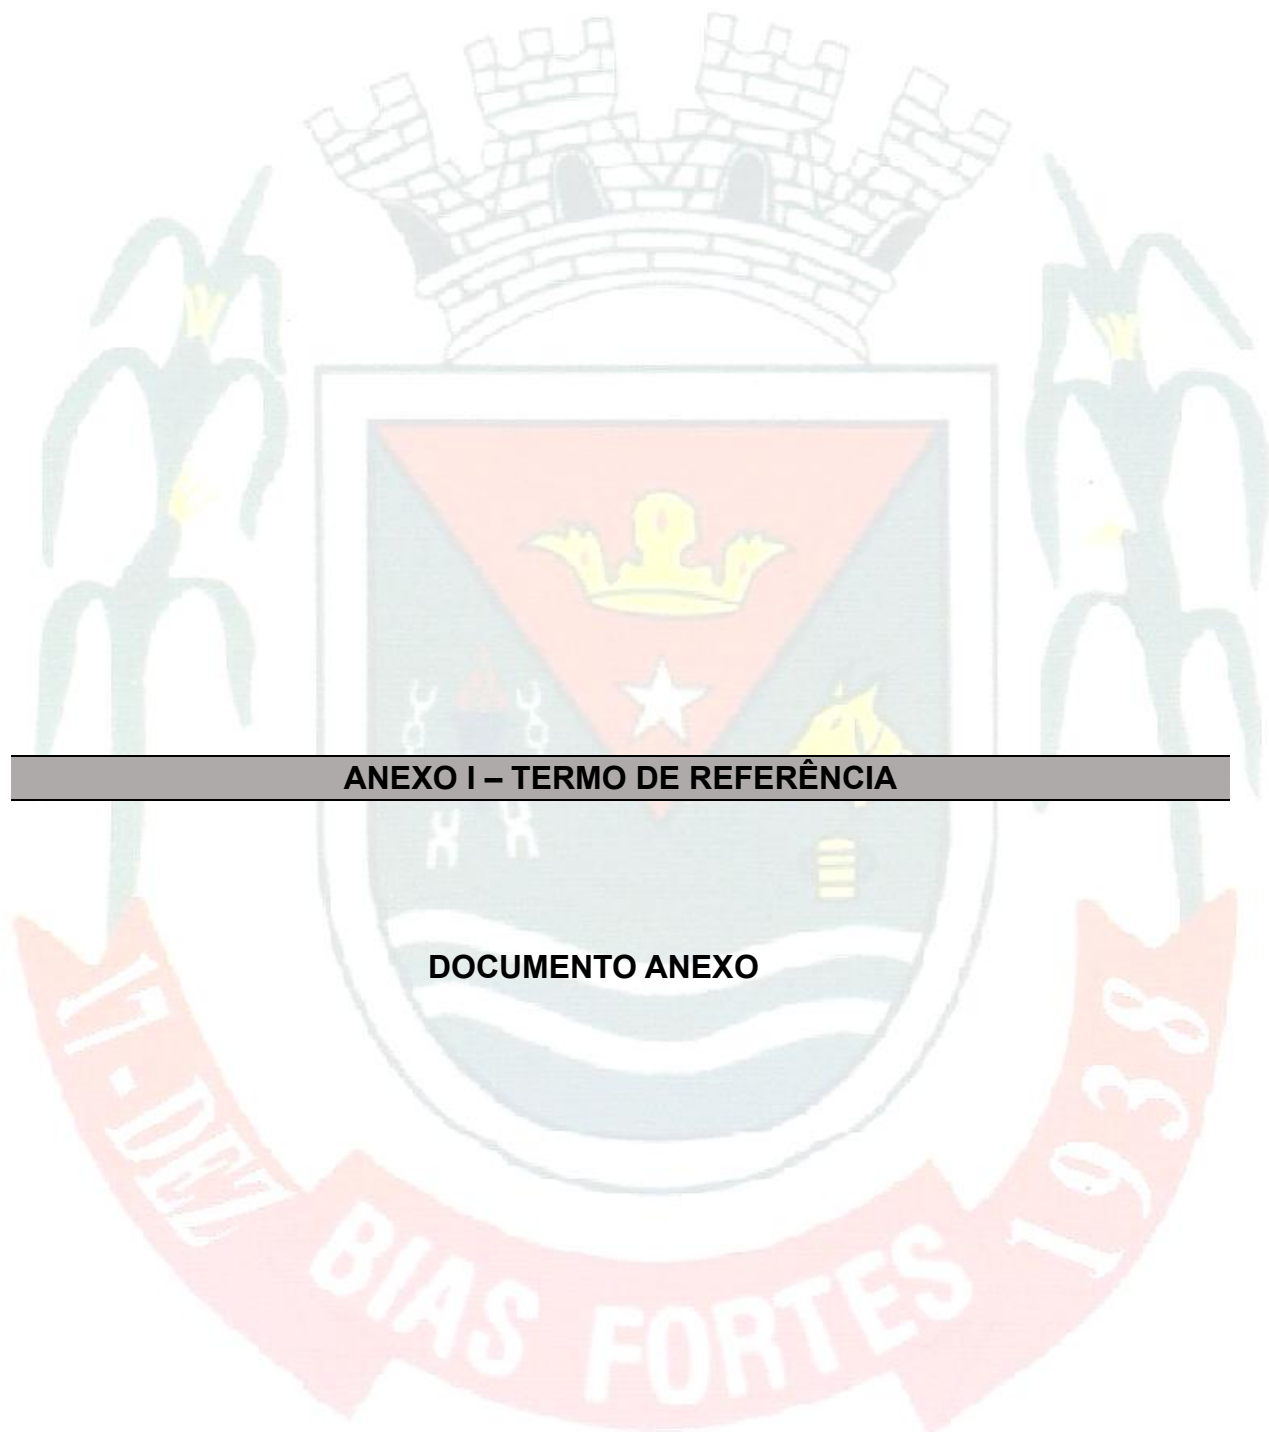 ANEXO I – TERMO DE REFERÊNCIA
DOCUMENTO ANEXO
17 - DEZ BIAS FORTES 1938